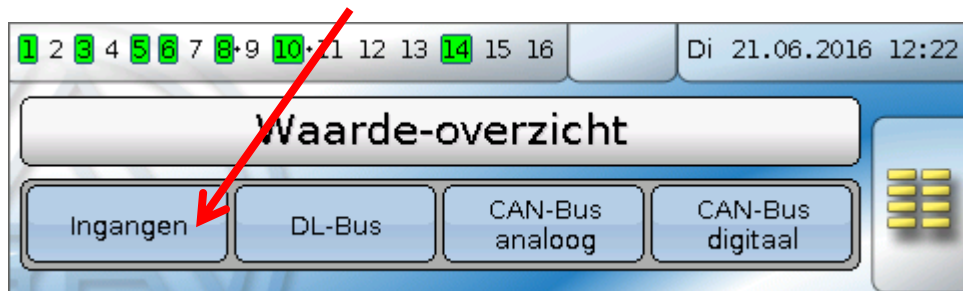 1 2 3 4 5 6 7 8 9 10 11 12 13 14 15 16 Di 21.06.2016 12:22
Waarde-overzicht
Ingangen DL-Bus CAN-Bus analoog CAN-Bus digitaal